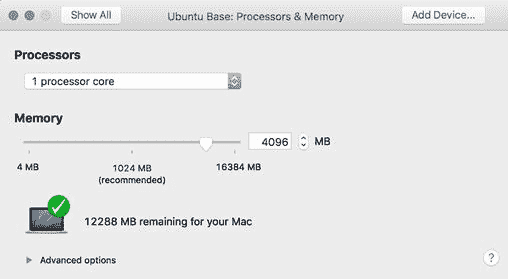 Show All Ubuntu Base: Processors & Memory Add Device...
Processors
1 processor core
Memory
4096 MB
4 MB 1024 MB 16384 MB
(recommended)
12288 MB remaining for your Mac
Advanced options ?